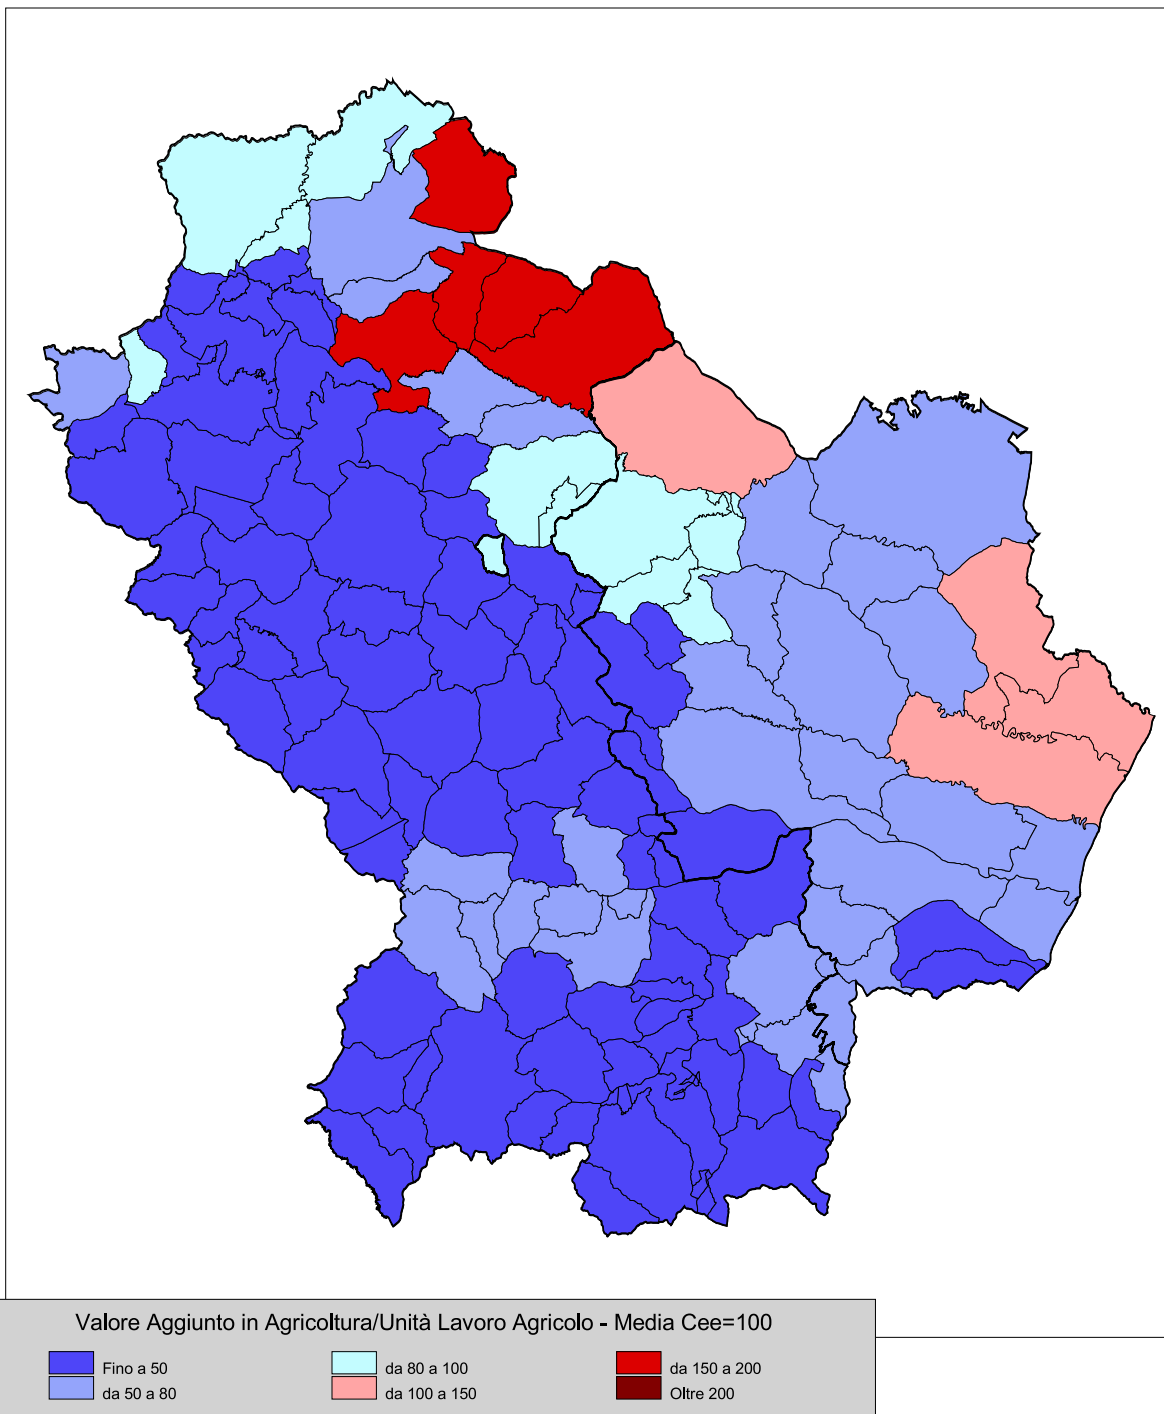 Valore Aggiunto in Agricoltura/Unità Lavoro Agricolo - Media Cee=100
Fino a 50
da 80 a 100
da 150 a 200
da 50 a 80
da 100 a 150
Oltre 200